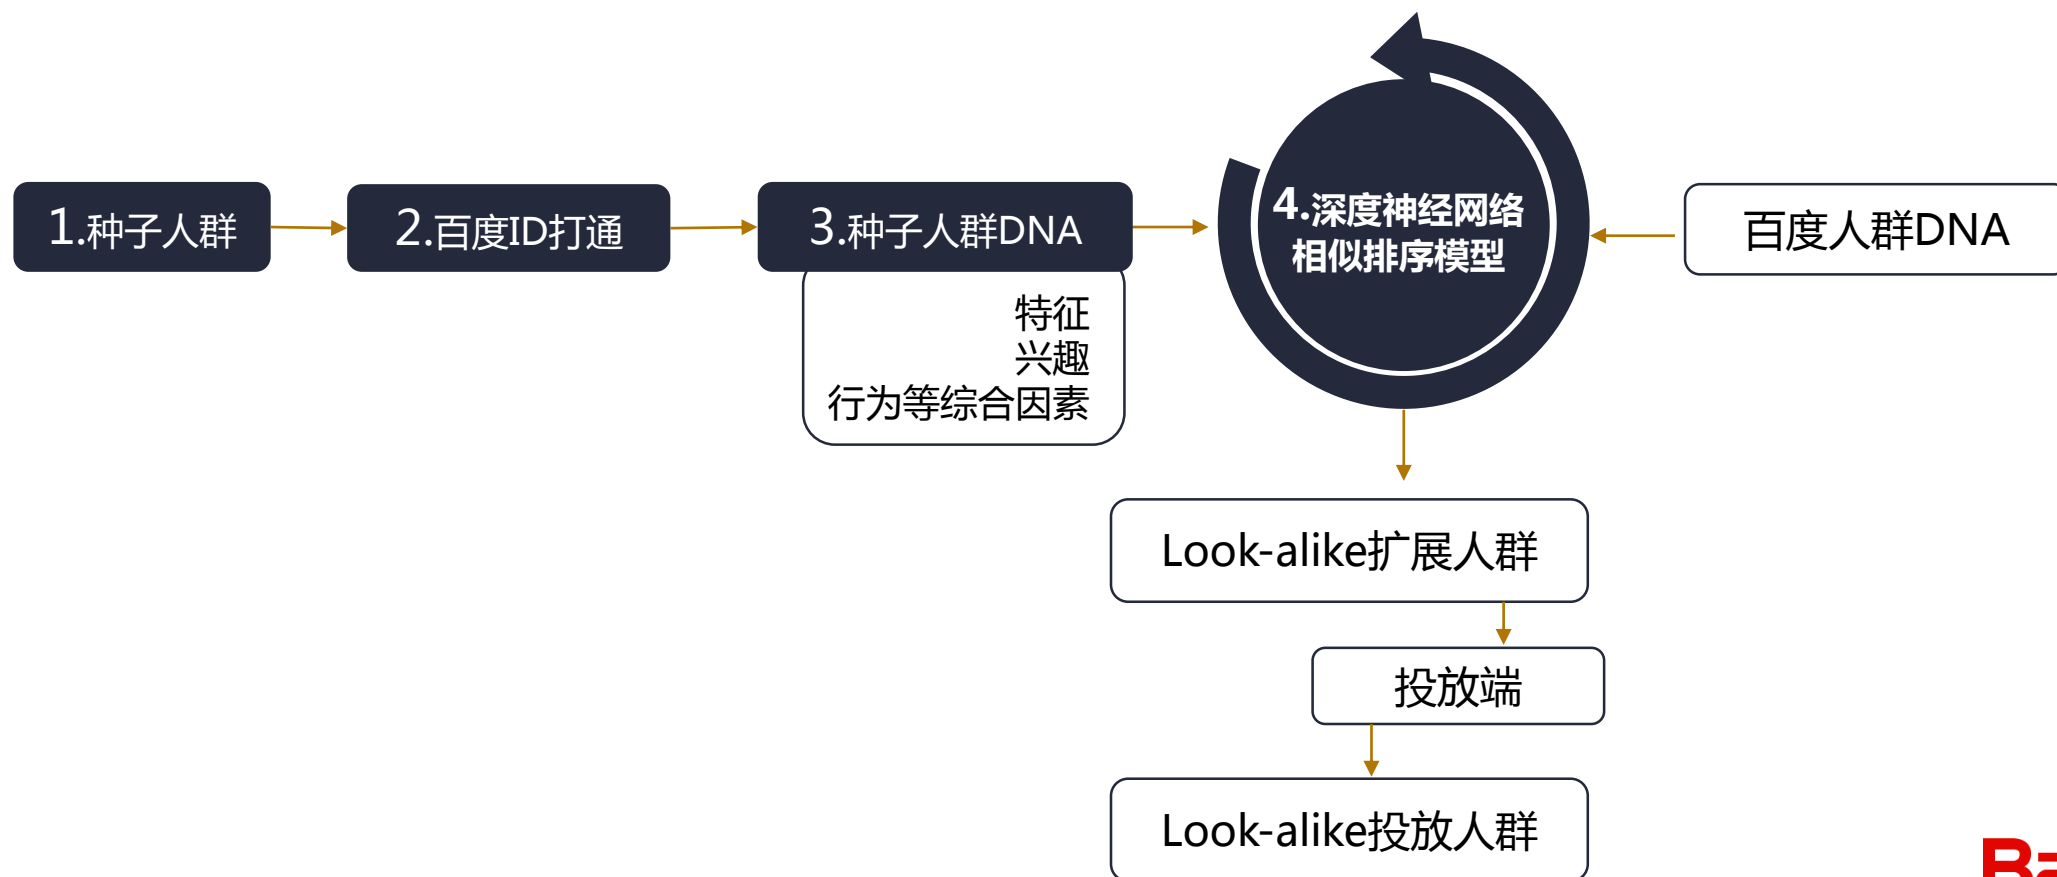 1.种子人群
2.百度ID打通
3.种子人群DNA
特征
兴趣
行为等综合因素
4.深度神经网络
相似排序模型
百度人群DNA
Look-alike扩展人群
投放端
Look-alike投放人群